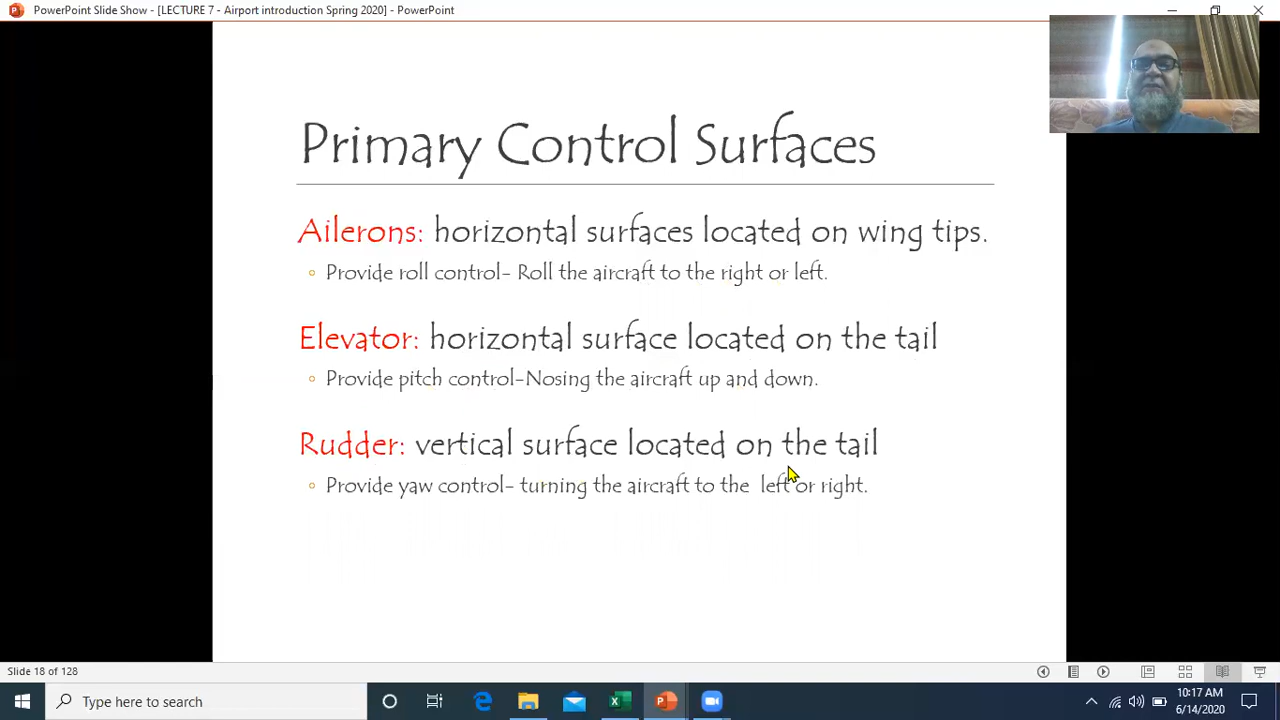 PowerPoint Slide Show - [LECTURE 7 - Airport introduction Spring 2020] - PowerPoint
Primary Control Surfaces
Ailerons: horizontal surfaces located on wing tips.
Provide roll control- Roll the aircraft to the right or left.
Elevator: horizontal surface located on the tail
Provide pitch control-Nosing the aircraft up and down.
Rudder: vertical surface located on the tail
Provide yaw control- turning the aircraft to the left or right.
Slide 18 of 128
Type here to search
10:17 AM
6/14/2020